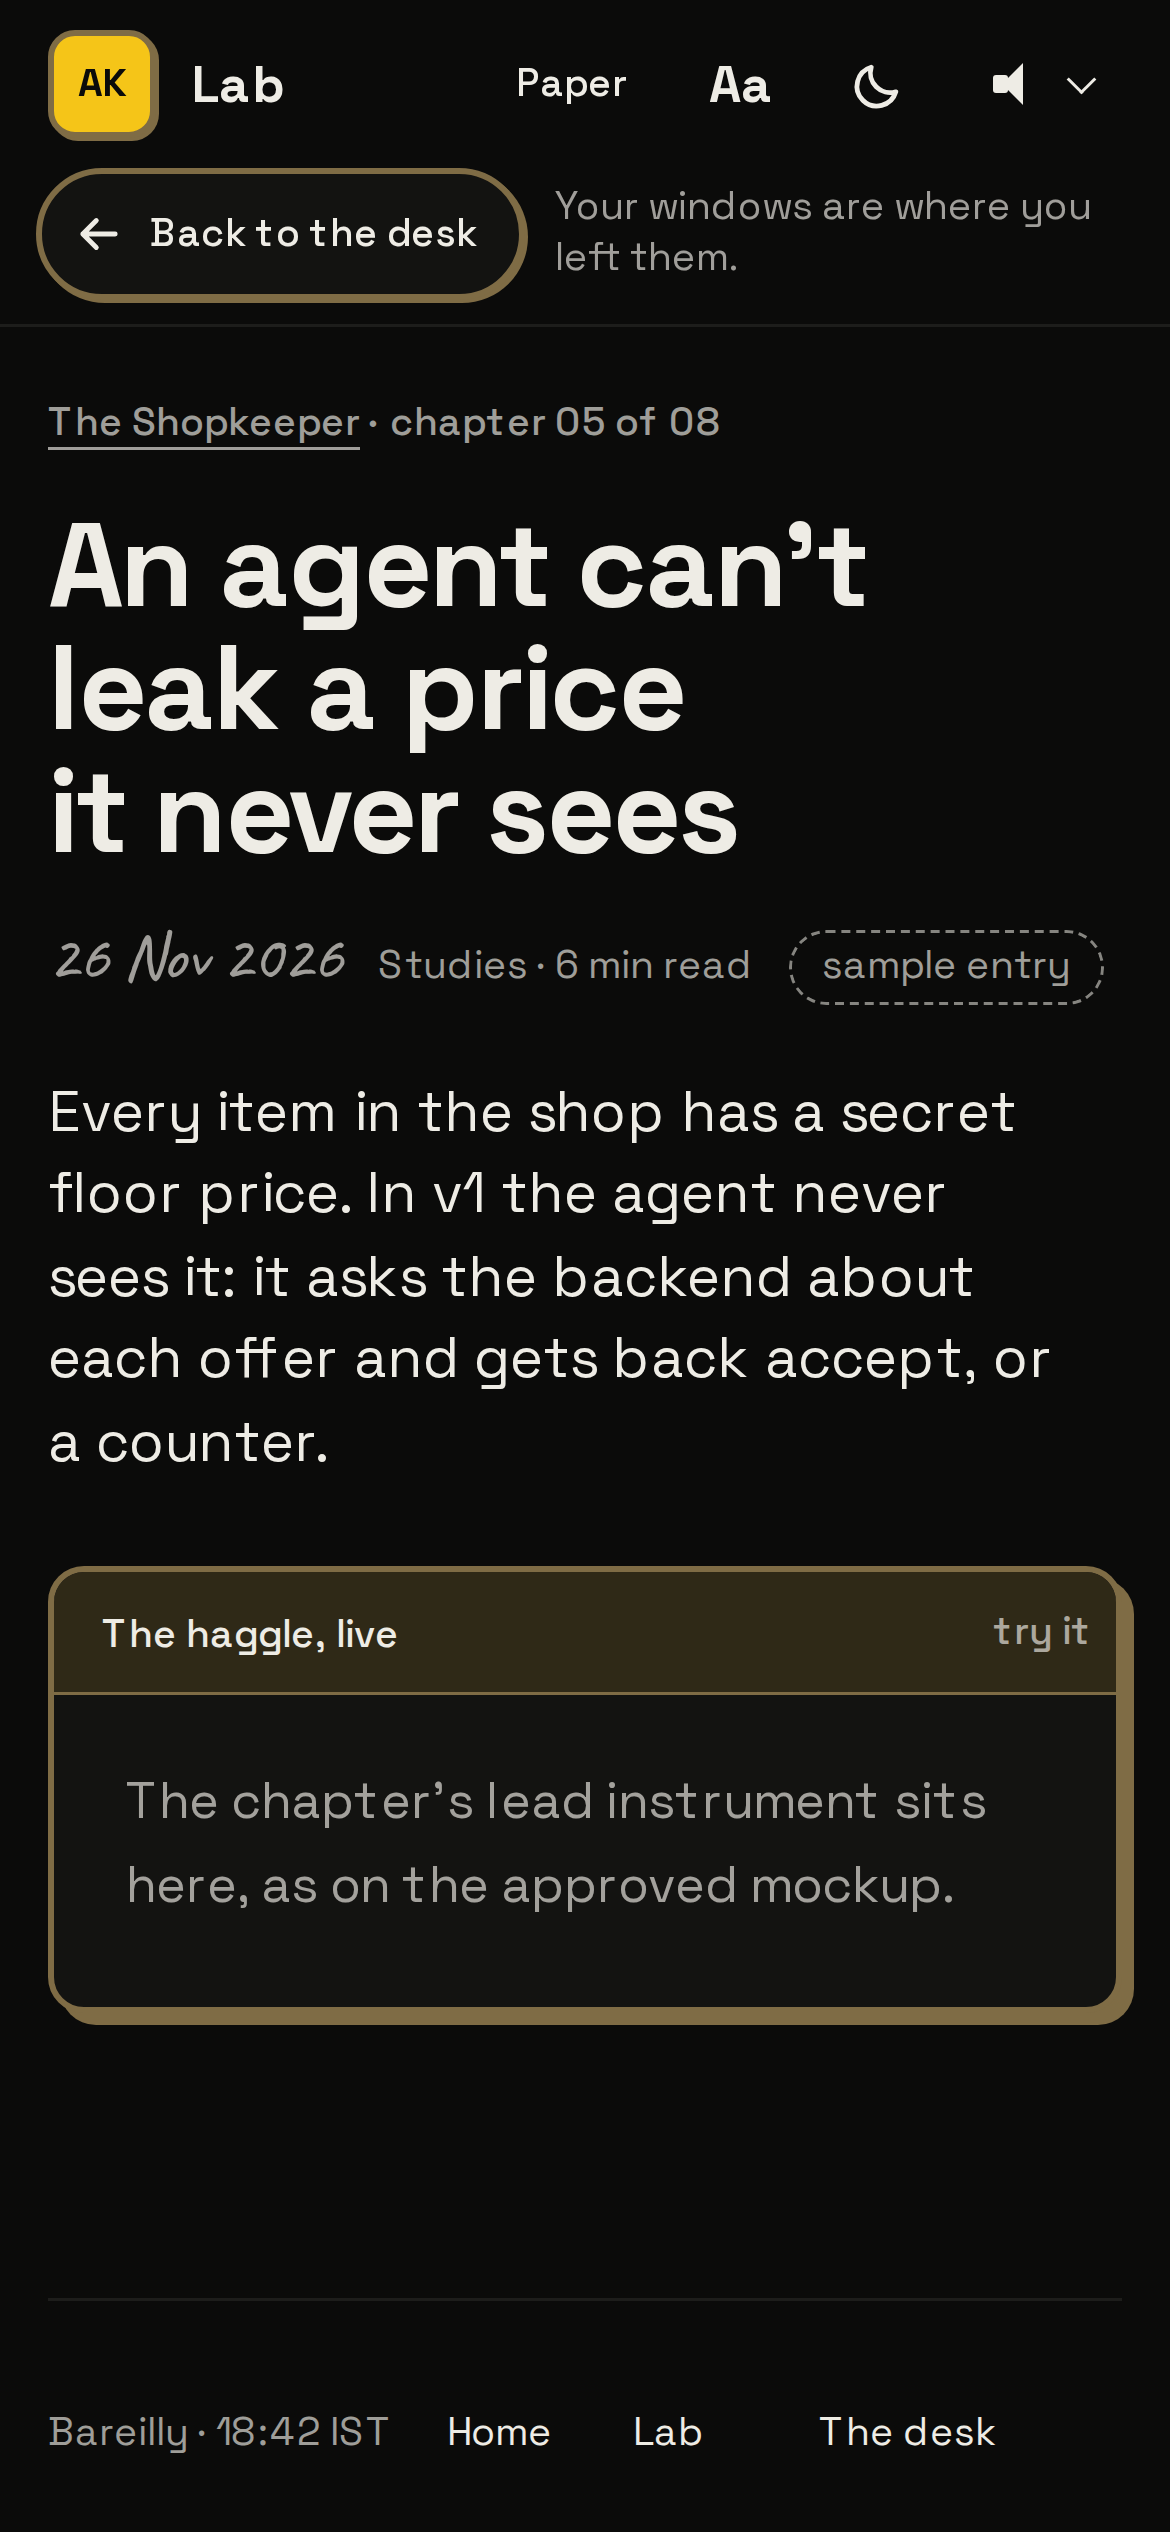 AK Lab Paper Aa
← Back to the desk
Your windows are where you
left them.
The Shopkeeper · chapter 05 of 08
An agent can’t
leak a price
it never sees
26 Nov 2026 Studies · 6 min read sample entry
Every item in the shop has a secret
floor price. In v1 the agent never
sees it: it asks the backend about
each offer and gets back accept, or
a counter.
The haggle, live try it
The chapter’s lead instrument sits
here, as on the approved mockup.
Bareilly · 18:42 IST Home Lab The desk